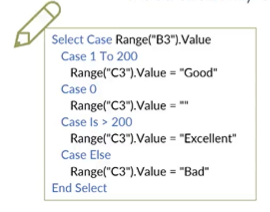 Select Case Range("B3").Value
Case 1 To 200
Range("C3").Value = "Good"
Case 0
Range("C3").Value = ""
Case Is > 200
Range("C3").Value = "Excellent"
Case Else
Range("C3").Value = "Bad"
End Select